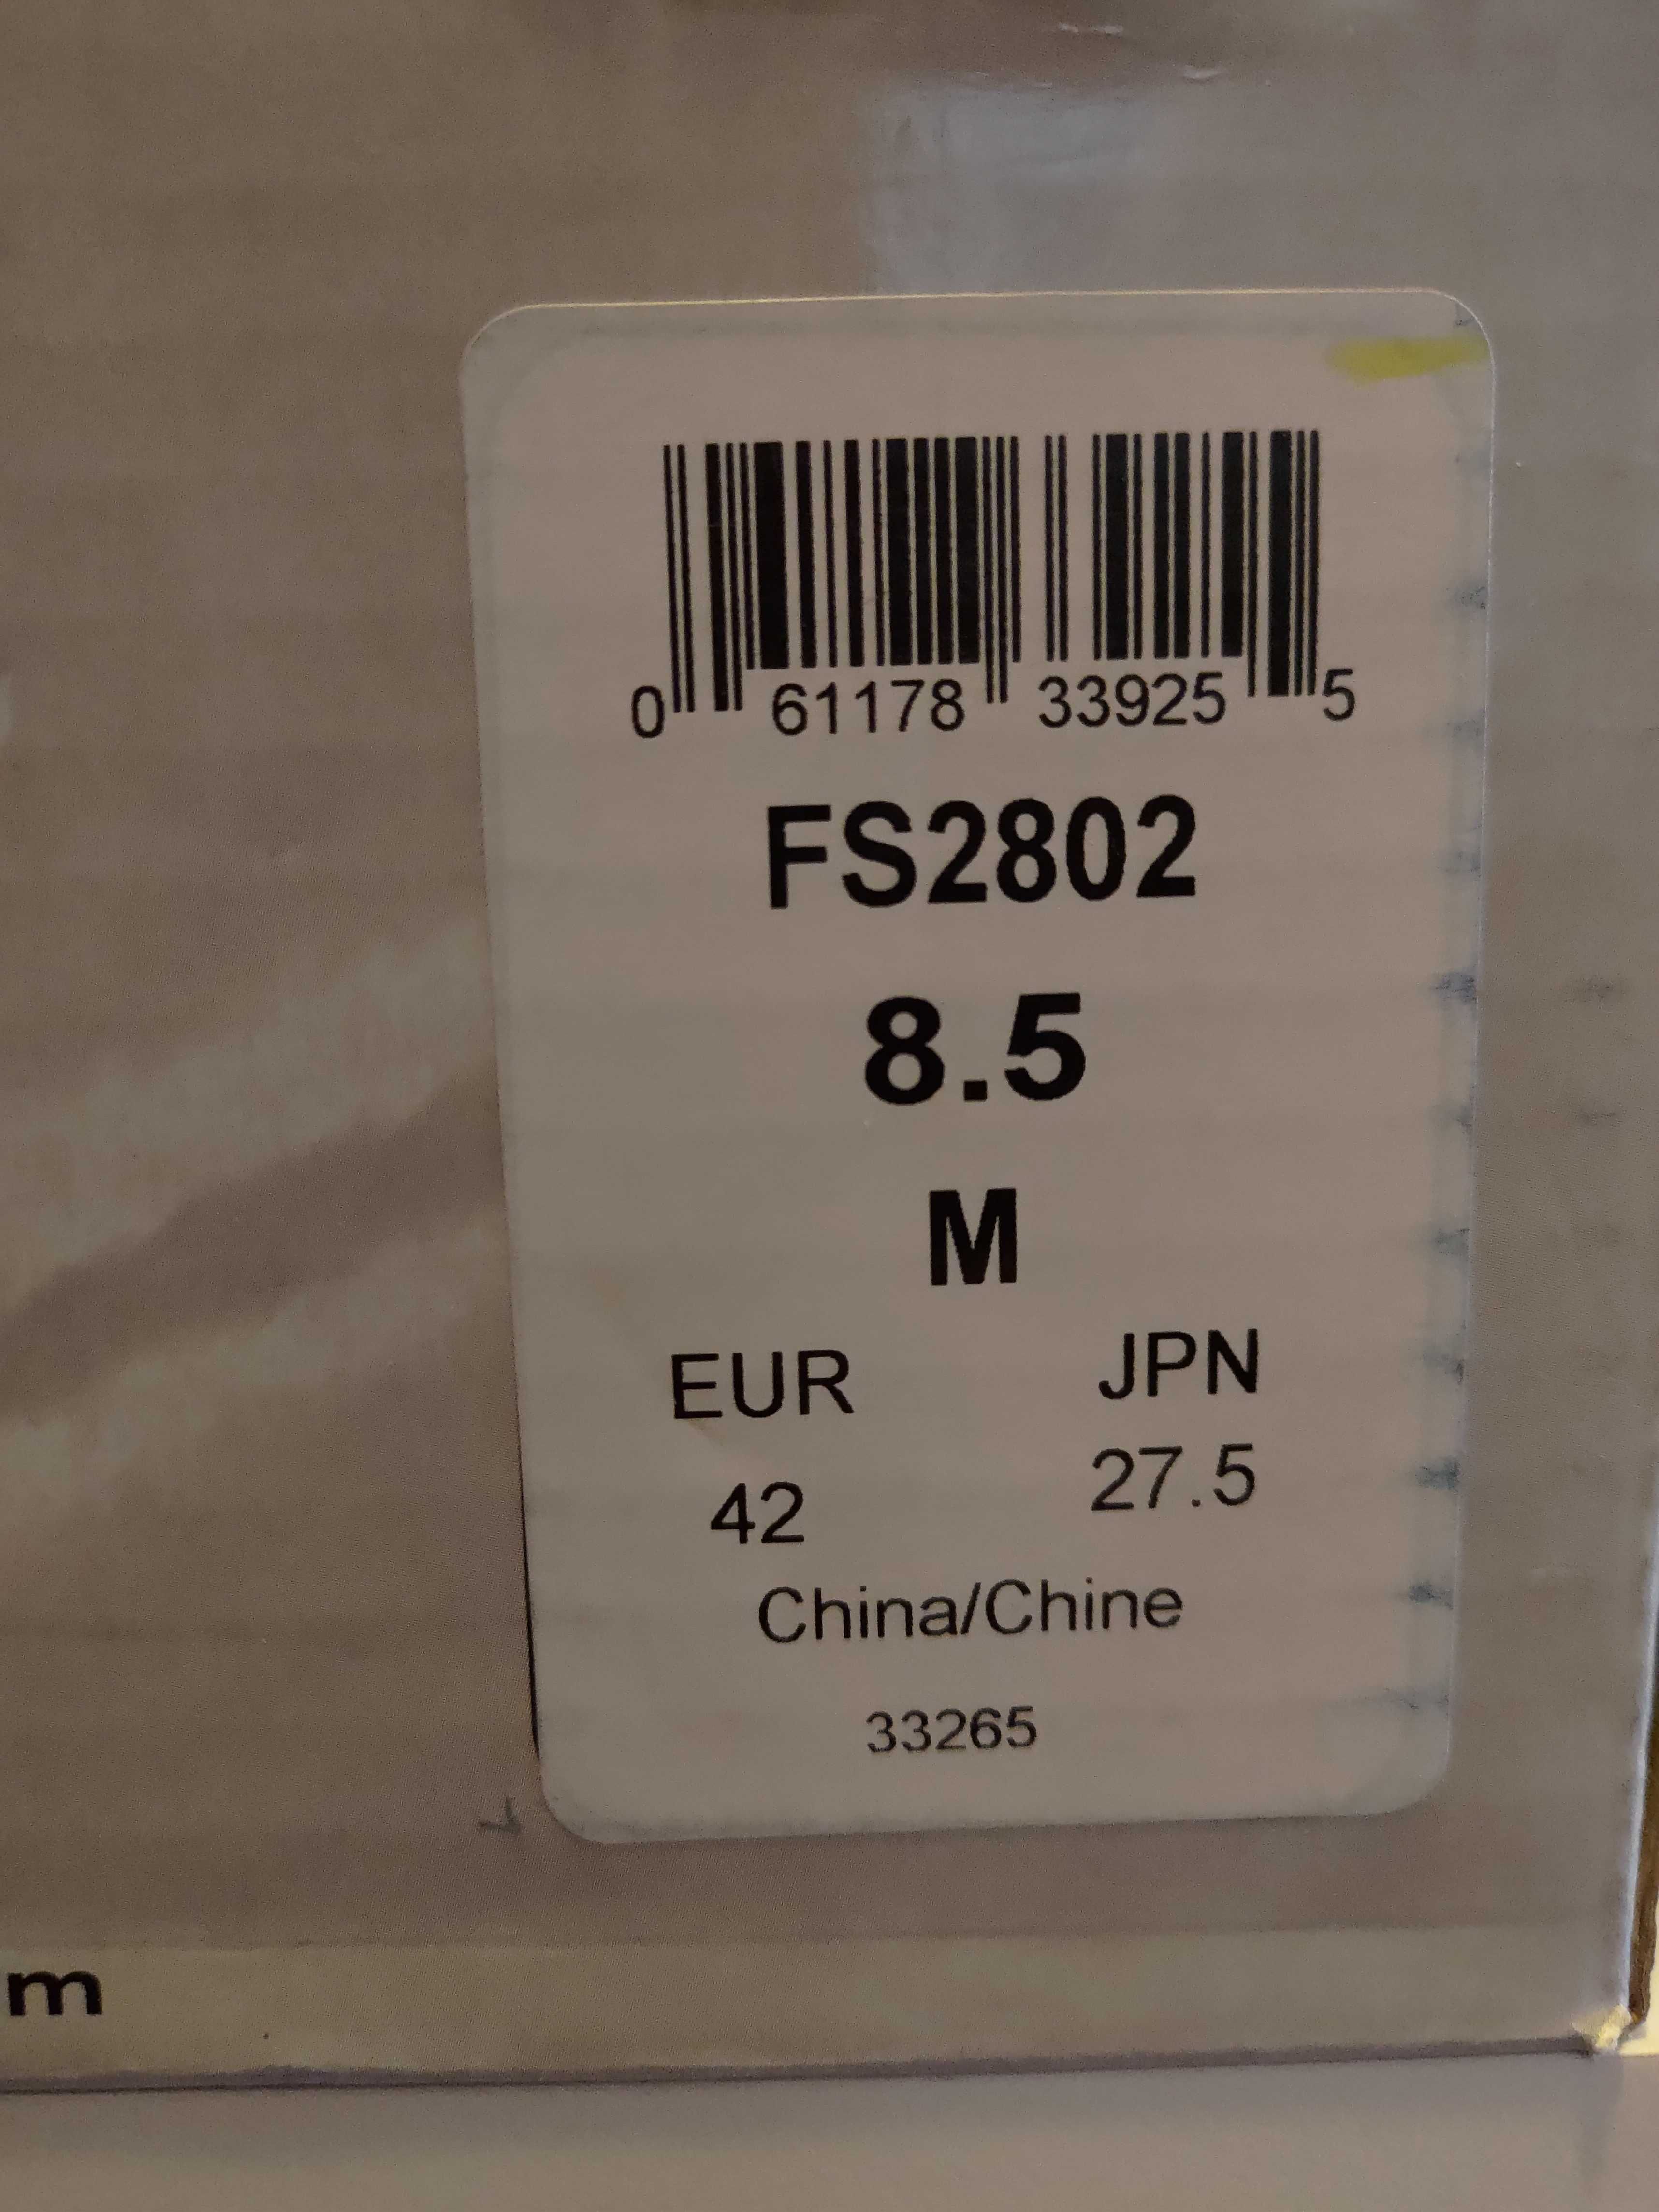 0 61178 33925 5
FS2802
8.5
M
EUR JPN
42 27.5
China/Chine
33265
m